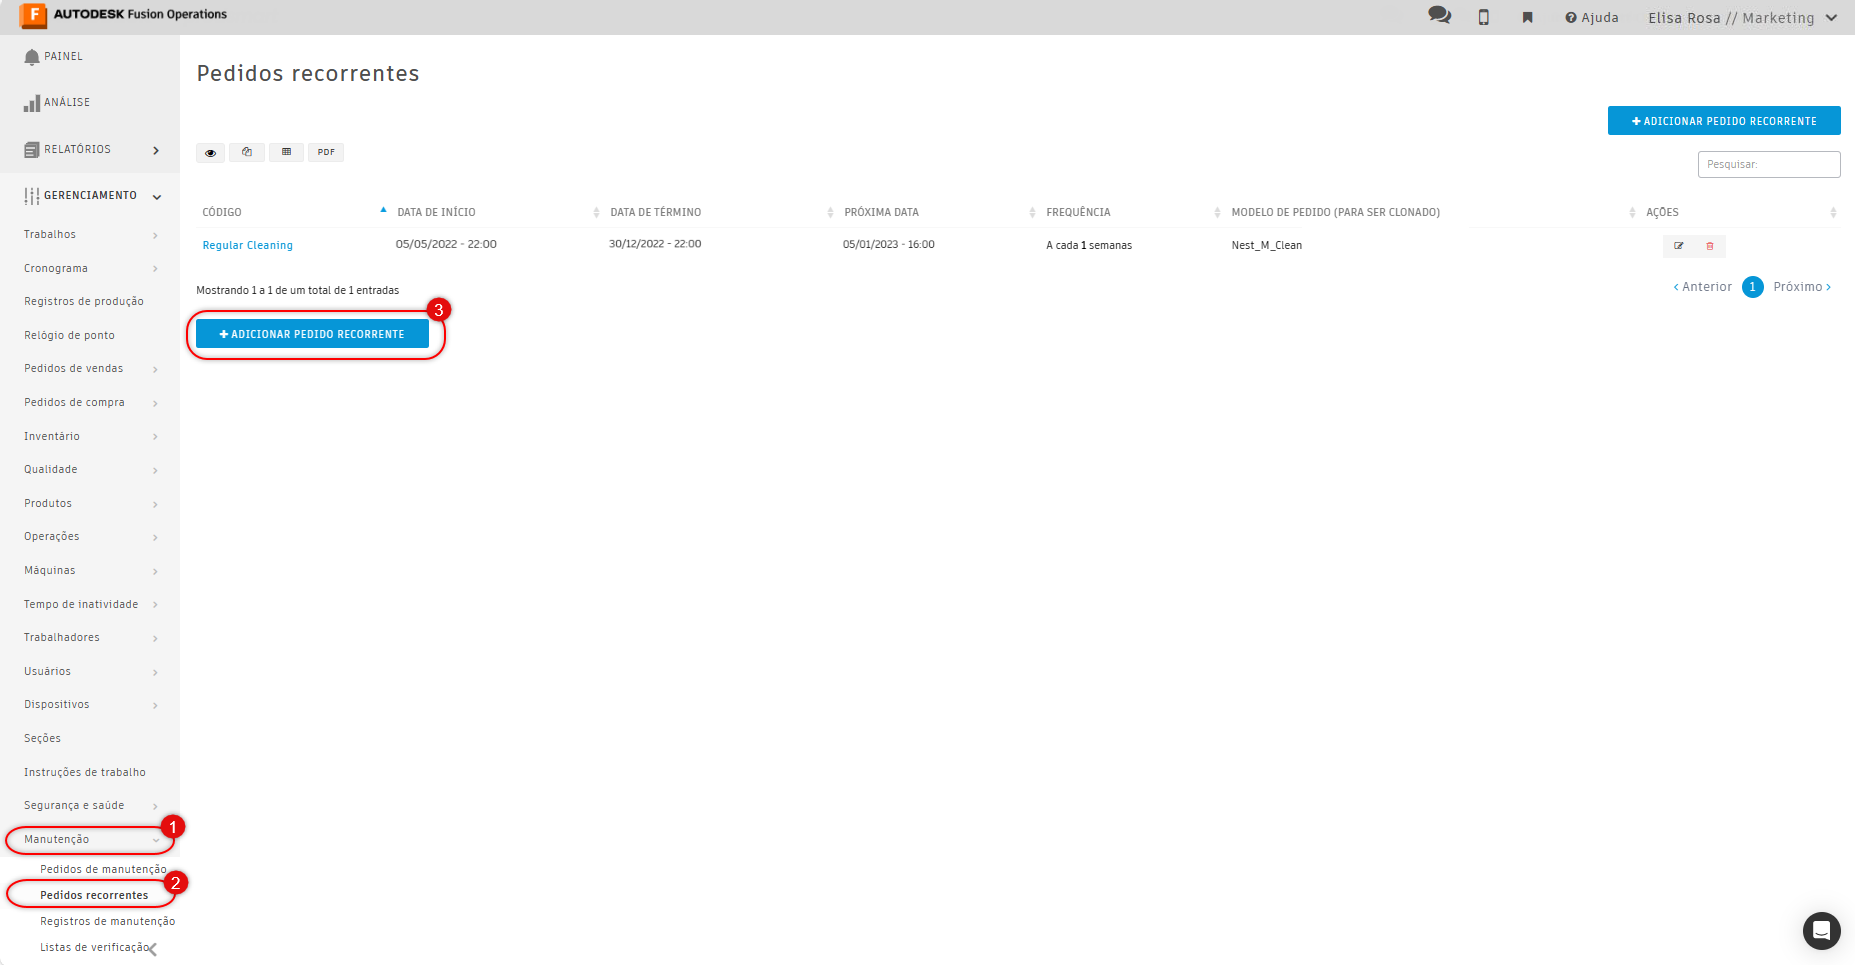 F AUTODESK Fusion Operations
Ajuda
Elisa Rosa // Marketing
PAINEL
ANÁLISE
RELATÓRIOS
GERENCIAMENTO
Trabalhos
Cronograma
Registros de produção
Relógio de ponto
Pedidos de vendas
Pedidos de compra
Inventário
Qualidade
Produtos
Operações
Máquinas
Tempo de inatividade
Trabalhadores
Usuários
Dispositivos
Seções
Instruções de trabalho
Segurança e saúde
Manutenção
1
Pedidos de manutenção
2
Pedidos recorrentes
Registros de manutenção
Listas de verificação
Pedidos recorrentes
+ ADICIONAR PEDIDO RECORRENTE
PDF
Pesquisar:
CÓDIGO DATA DE INÍCIO DATA DE TÉRMINO PRÓXIMA DATA FREQUÊNCIA MODELO DE PEDIDO (PARA SER CLONADO) AÇÕES
Regular Cleaning 05/05/2022 - 22:00 30/12/2022 - 22:00 05/01/2023 - 16:00 A cada 1 semanas Nest_M_Clean
Mostrando 1 a 1 de um total de 1 entradas
‹ Anterior 1 Próximo ›
3
+ ADICIONAR PEDIDO RECORRENTE